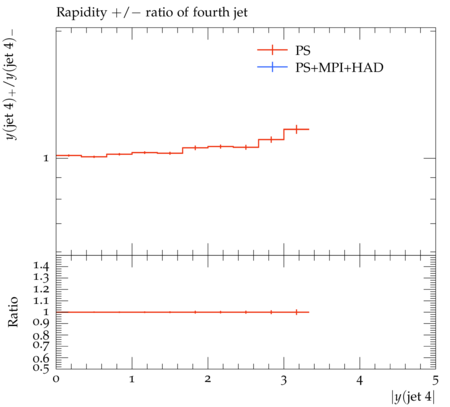 Rapidity +/− ratio of fourth jet
y(jet 4)₊/y(jet 4)₋
PS
PS+MPI+HAD
1
Ratio
1.4
1.3
1.2
1.1
1
0.9
0.8
0.7
0.6
0.5
0 1 2 3 4 5
|y(jet 4|